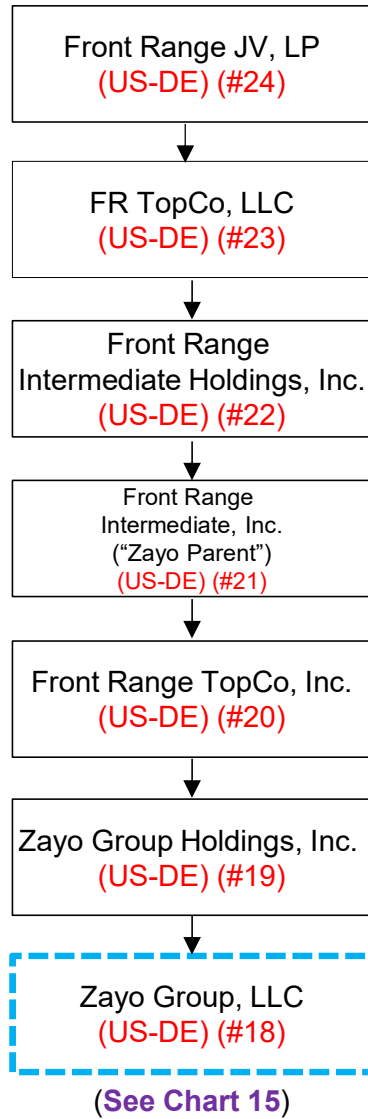 Front Range JV, LP
(US-DE) (#24)
FR TopCo, LLC
(US-DE) (#23)
Front Range
Intermediate Holdings, Inc.
(US-DE) (#22)
Front Range
Intermediate, Inc.
(“Zayo Parent”)
(US-DE) (#21)
Front Range TopCo, Inc.
(US-DE) (#20)
Zayo Group Holdings, Inc.
(US-DE) (#19)
Zayo Group, LLC
(US-DE) (#18)
(See Chart 15)